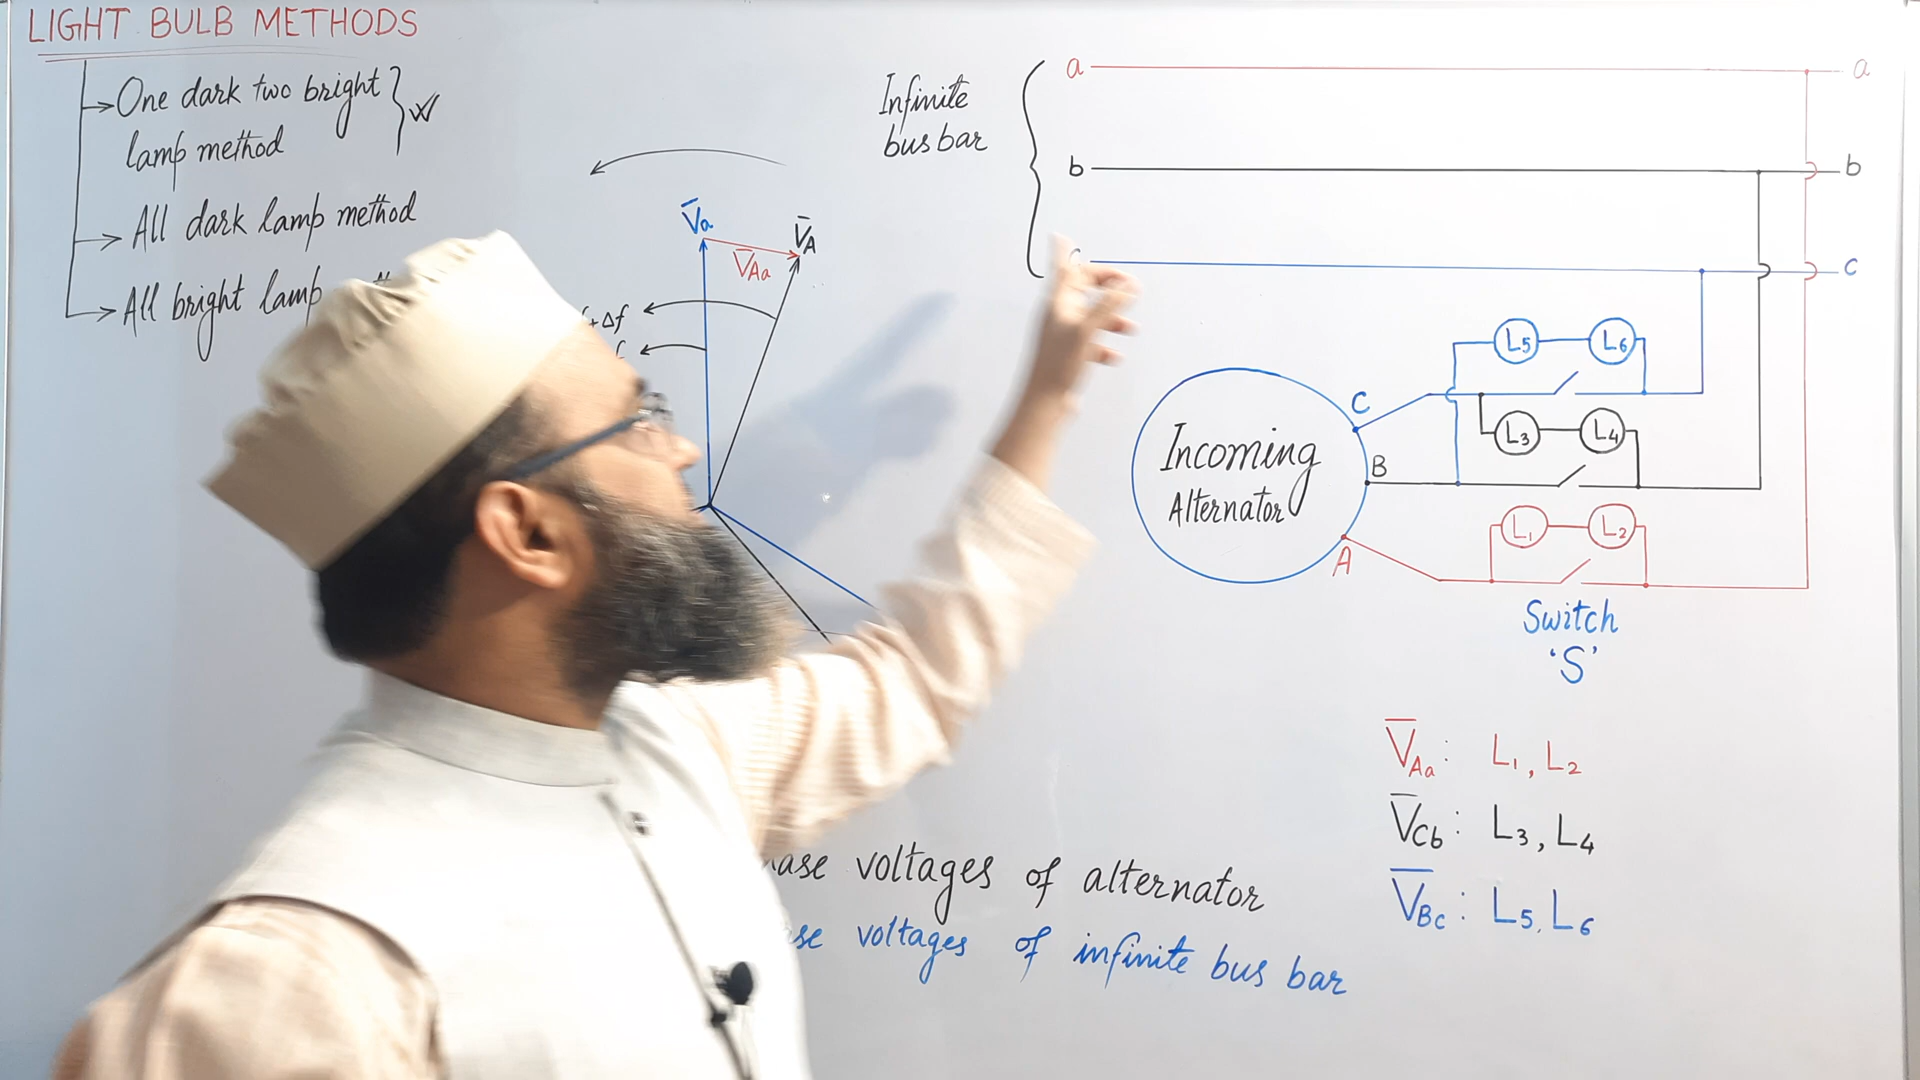 LIGHT BULB METHODS
One dark two bright
lamp method
All dark lamp method
All bright lamp
V̅a
V̅A
V̅Aa
+Δf
Infinite
bus bar
a
a
b
b
c
L5
L6
L3
L4
L1
L2
C
B
A
Incoming
Alternator
Switch
'S'
V̅Aa : L1, L2
V̅Cb : L3, L4
V̅Bc : L5, L6
voltages of alternator
voltages of infinite bus bar